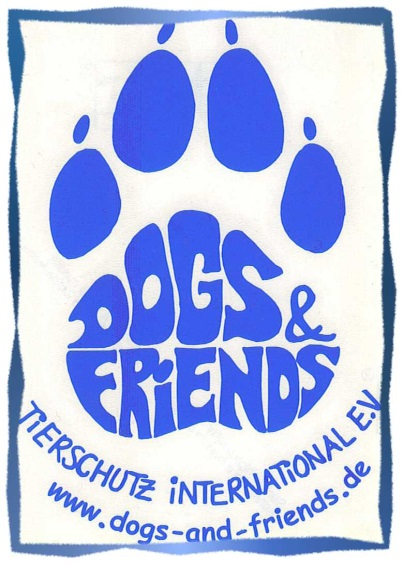 DOGS &
FRiENDS
TiERSCHUTZ iNTERNATiONAL E.V.
www.dogs-and-friends.de